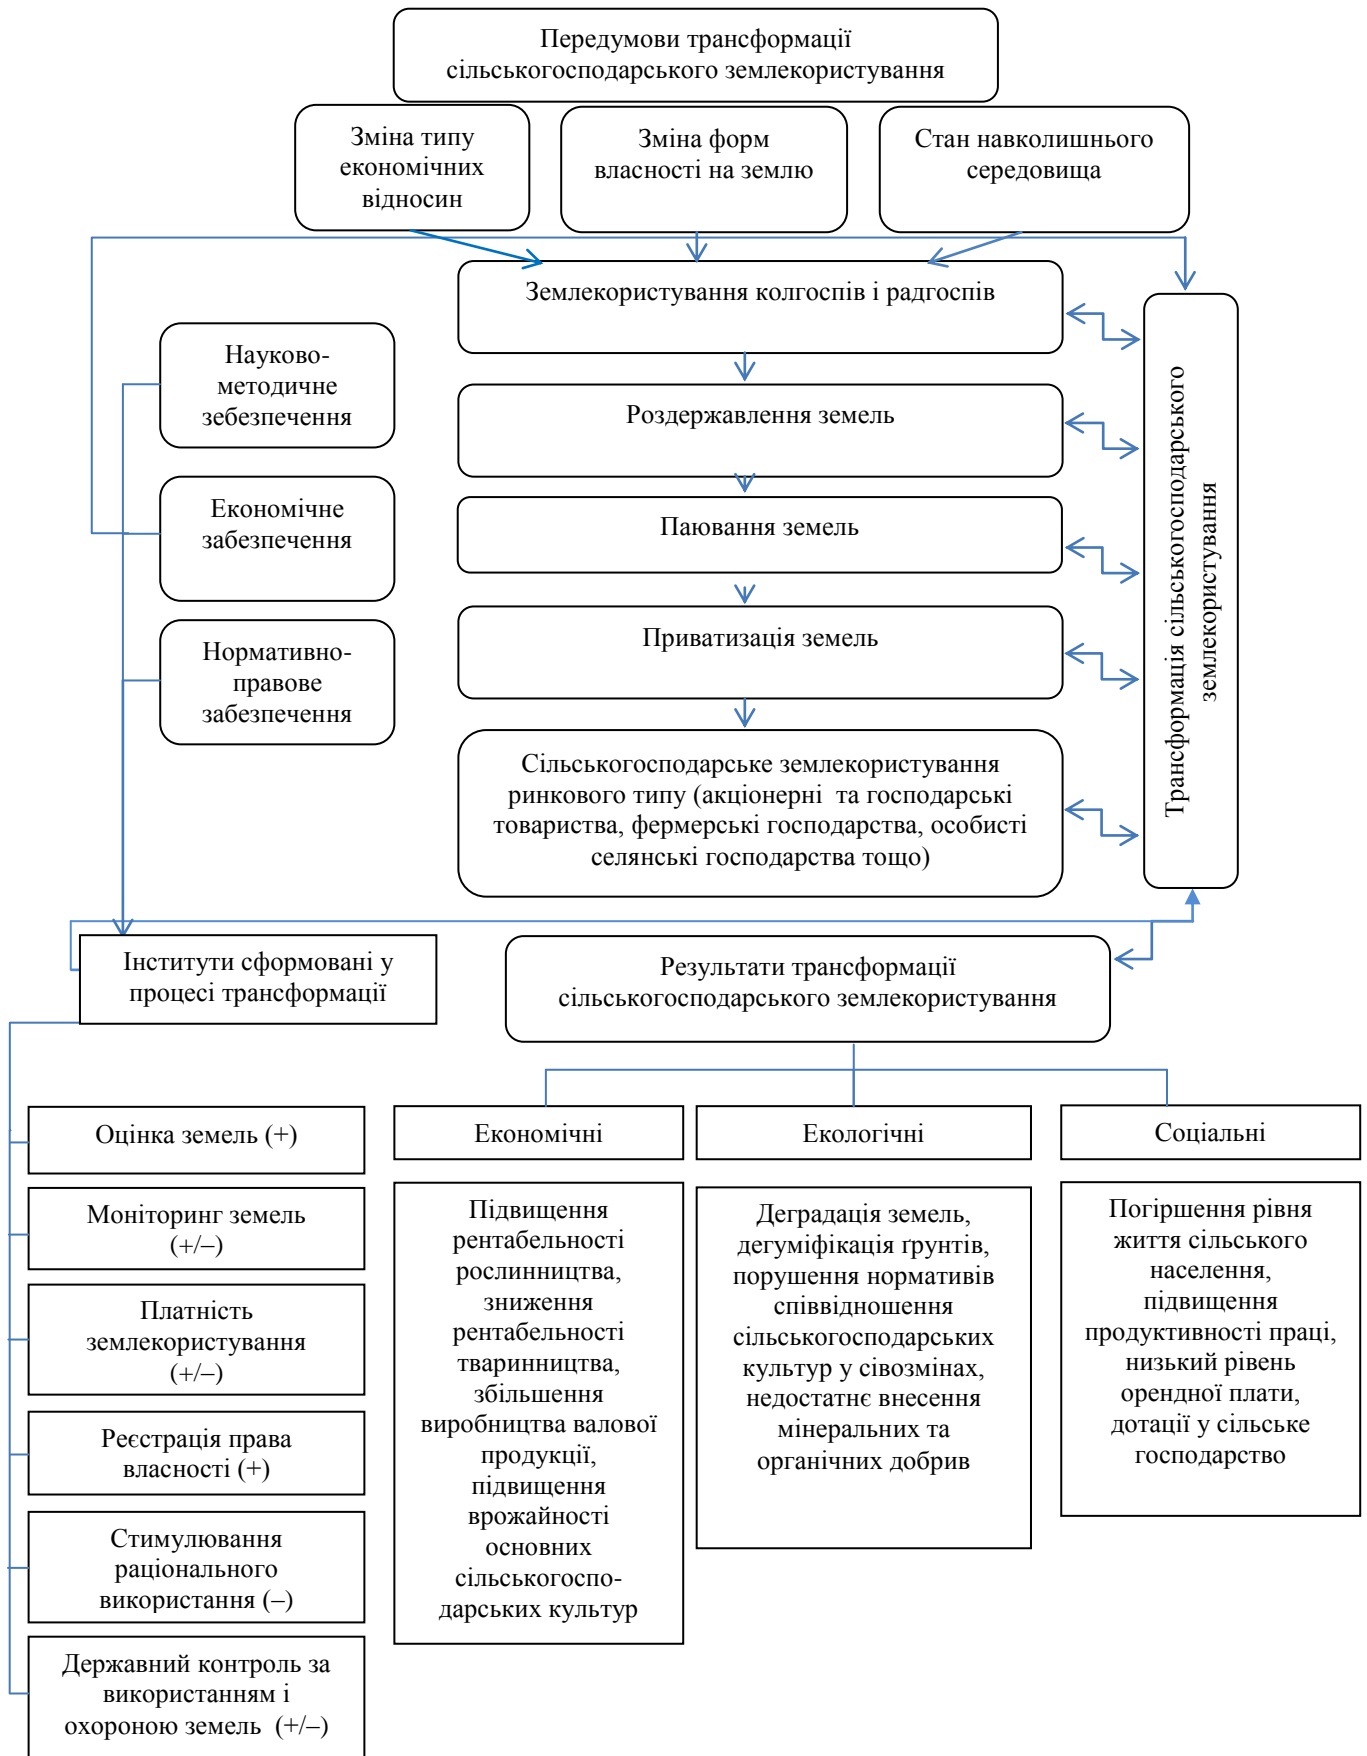 Передумови трансформації
сільськогосподарського землекористування
Зміна типу
економічних
відносин
Зміна форм
власності на землю
Стан навколишнього
середовища
Землекористування колгоспів і радгоспів
Науково-
методичне
зебезпечення
Роздержавлення земель
Економічне
забезпечення
Паювання земель
Нормативно-
правове
забезпечення
Приватизація земель
Сільськогосподарське землекористування
ринкового типу (акціонерні та господарські
товариства, фермерські господарства, особисті
селянські господарства тощо)
Трансформація сільськогосподарського
землекористування
Інститути сформовані у
процесі трансформації
Результати трансформації
сільськогосподарського землекористування
Оцінка земель (+)
Моніторинг земель
(+/–)
Платність
землекористування
(+/–)
Реєстрація права
власності (+)
Стимулювання
раціонального
використання (–)
Державний контроль за
використанням і
охороною земель (+/–)
Економічні
Підвищення
рентабельності
рослинництва,
зниження
рентабельності
тваринництва,
збільшення
виробництва валової
продукції,
підвищення
врожайності
основних
сільськогоспо-
дарських культур
Екологічні
Деградація земель,
дегуміфікація ґрунтів,
порушення нормативів
співвідношення
сільськогосподарських
культур у сівозмінах,
недостатнє внесення
мінеральних та
органічних добрив
Соціальні
Погіршення рівня
життя сільського
населення,
підвищення
продуктивності праці,
низький рівень
орендної плати,
дотації у сільське
господарство